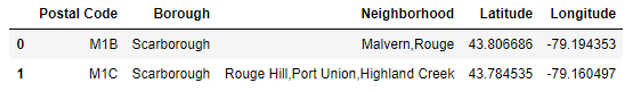 Postal Code Borough Neighborhood Latitude Longitude
0 M1B Scarborough Malvern,Rouge 43.806686 -79.194353
1 M1C Scarborough Rouge Hill,Port Union,Highland Creek 43.784535 -79.160497